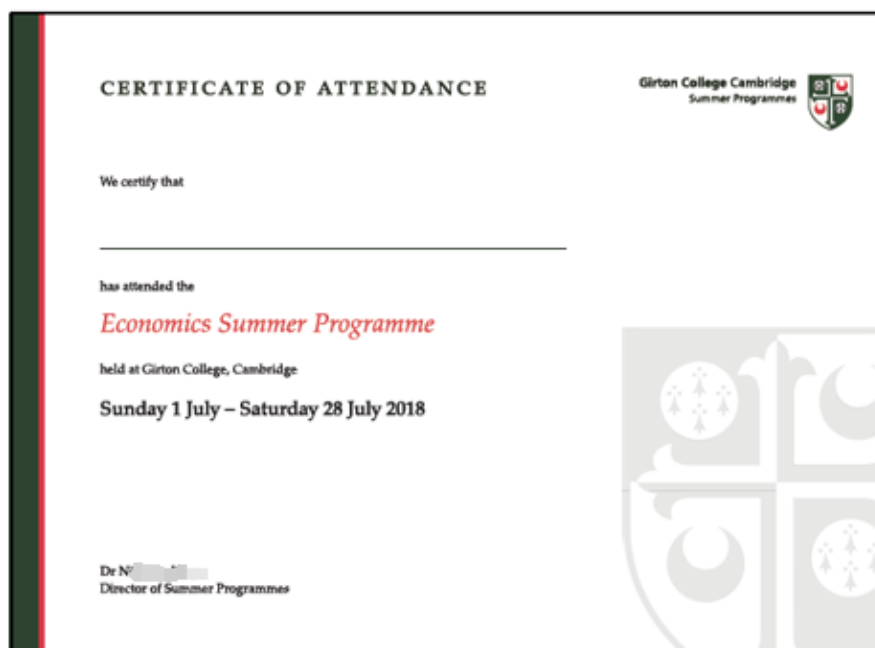 CERTIFICATE OF ATTENDANCE
Girton College Cambridge
Summer Programmes
We certify that
has attended the
Economics Summer Programme
held at Girton College, Cambridge
Sunday 1 July – Saturday 28 July 2018
Dr
Director of Summer Programmes